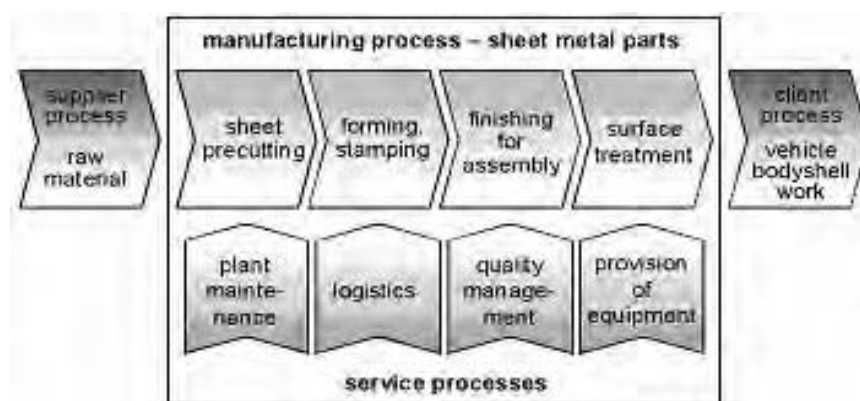 manufacturing process – sheet metal parts
supplier
process
raw
material
sheet
precutting
forming,
stamping
finishing
for
assembly
surface
treatment
client
process
vehicle
bodyshell
work
plant
mainte-
nance
logistics
quality
manage-
ment
provision
of
equipment
service processes